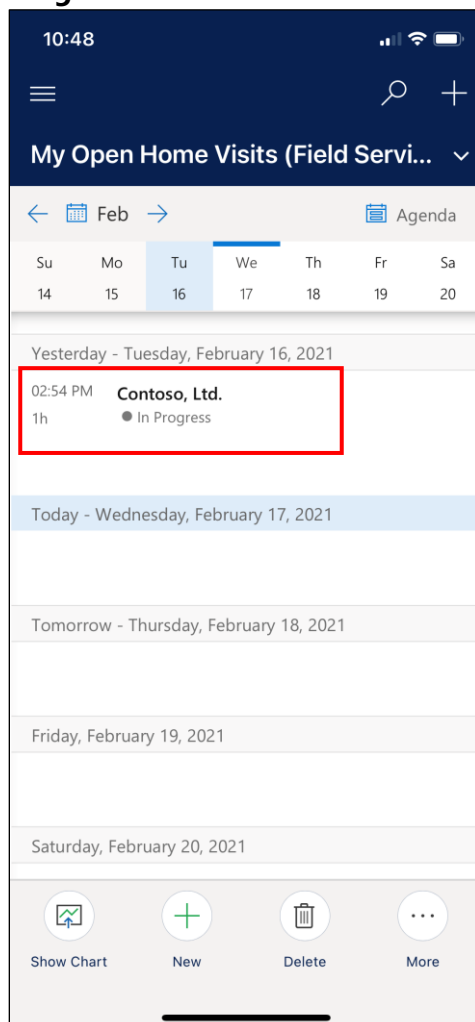 10:48
My Open Home Visits (Field Servi...
Feb
Agenda
Su Mo Tu We Th Fr Sa
14 15 16 17 18 19 20
Yesterday - Tuesday, February 16, 2021
02:54 PM Contoso, Ltd.
1h In Progress
Today - Wednesday, February 17, 2021
Tomorrow - Thursday, February 18, 2021
Friday, February 19, 2021
Saturday, February 20, 2021
Show Chart New Delete More